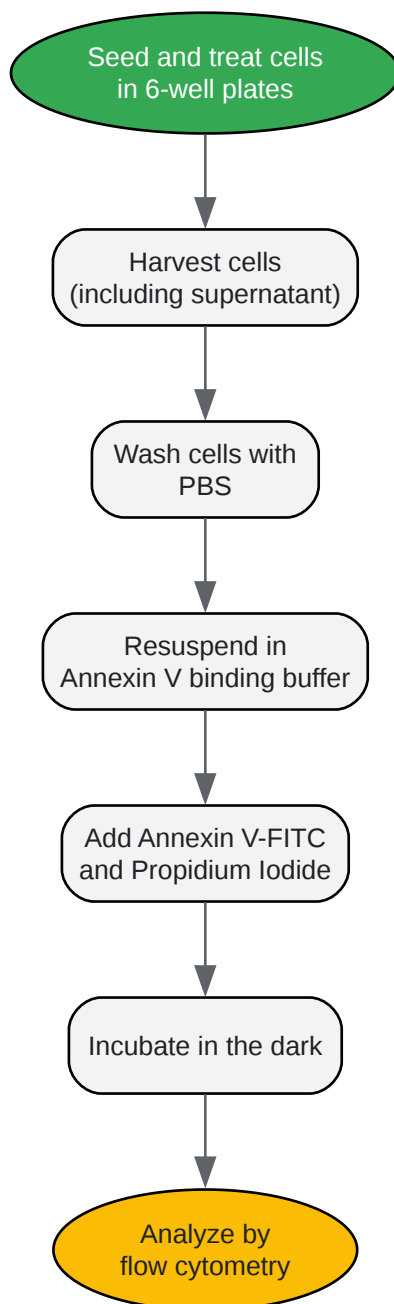 Seed and treat cells
in 6-well plates
Harvest cells
(including supernatant)
Wash cells with
PBS
Resuspend in
Annexin V binding buffer
Add Annexin V-FITC
and Propidium Iodide
Incubate in the dark
Analyze by
flow cytometry